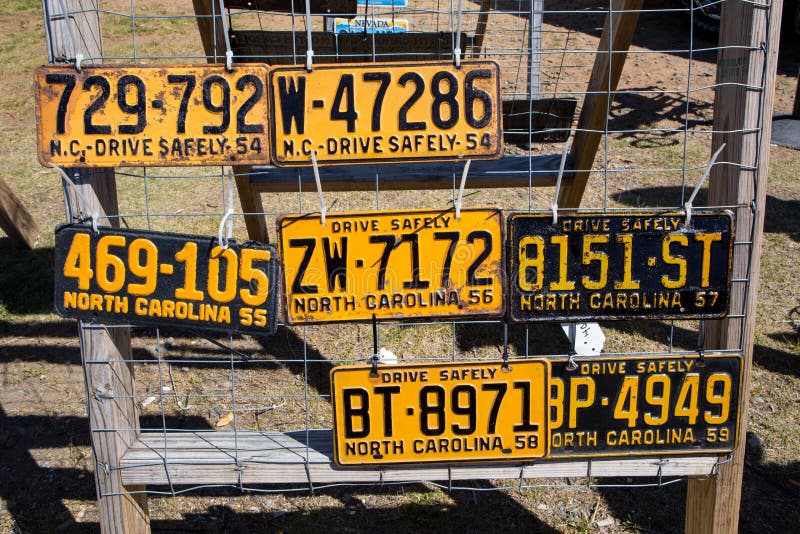 NEVADA
729-792
N.C.-DRIVE SAFELY-54
W-47286
N.C.-DRIVE SAFELY-54
469-105
NORTH CAROLINA 55
DRIVE SAFELY
ZW-7172
NORTH CAROLINA 56
DRIVE SAFELY
8151-ST
NORTH CAROLINA 57
DRIVE SAFELY
BT-8971
NORTH CAROLINA 58
DRIVE SAFELY
BP-4949
NORTH CAROLINA 59